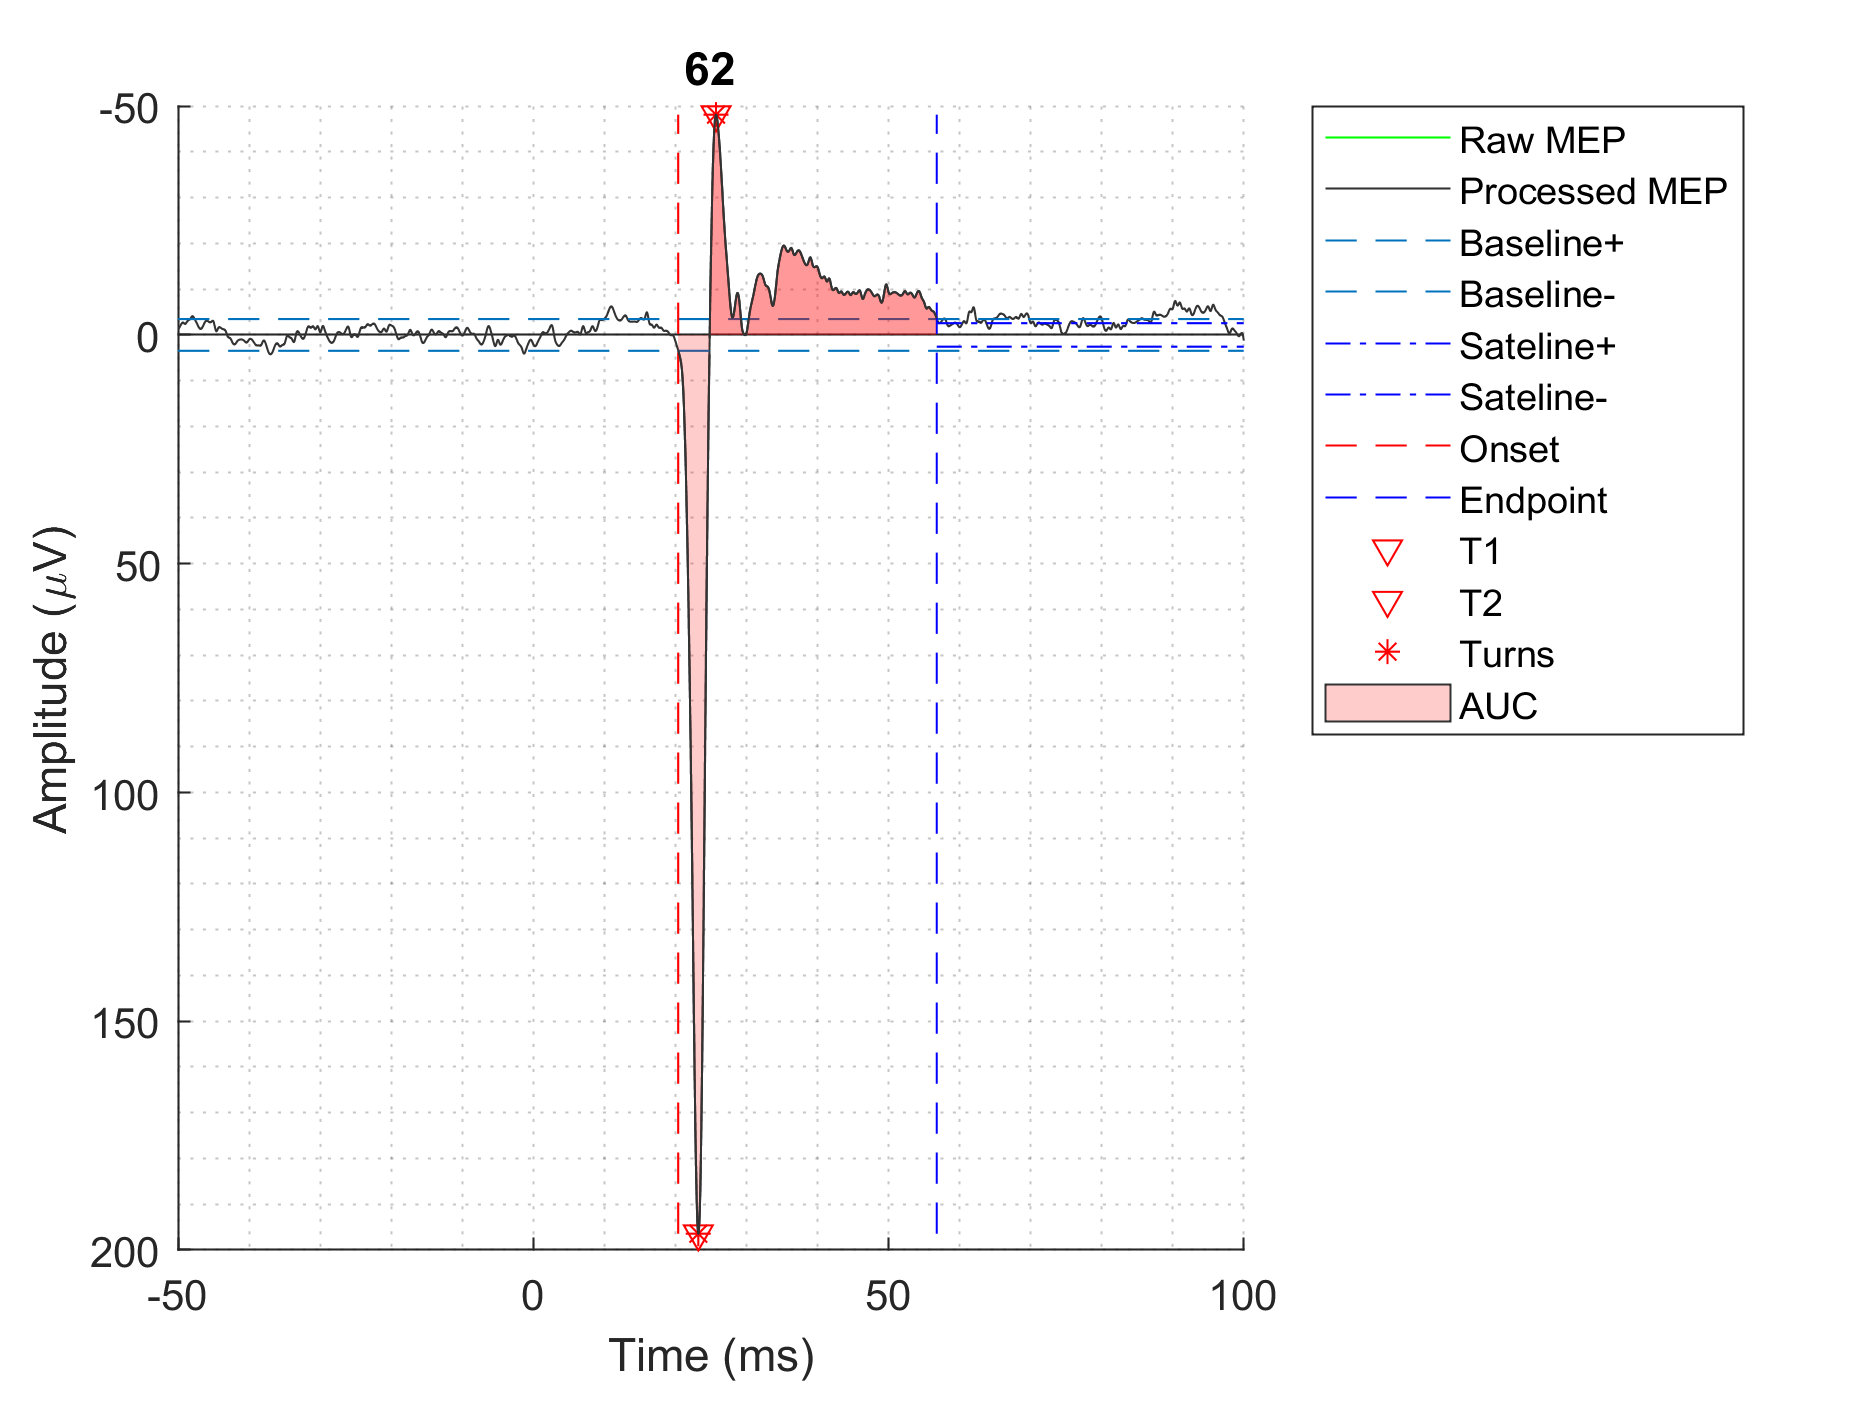 62
-50
0
50
100
150
200
-50
0
50
100
Amplitude (μV)
Time (ms)
Raw MEP
Processed MEP
Baseline+
Baseline-
Sateline+
Sateline-
Onset
Endpoint
T1
T2
Turns
AUC